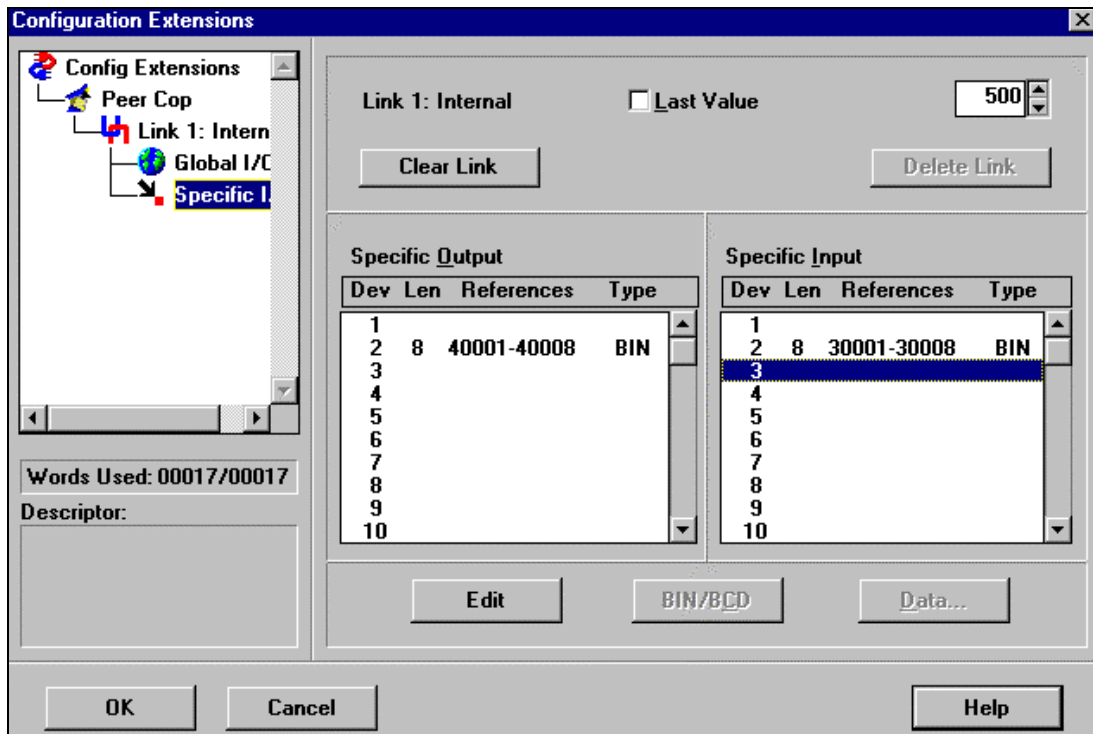 Configuration Extensions
Config Extensions
Peer Cop
Link 1: Intern
Global I/O
Specific I.
Words Used: 00017/00017
Descriptor:
Link 1: Internal
Last Value
500
Clear Link
Delete Link
Specific Output
Dev Len References Type
1
2 8 40001-40008 BIN
3
4
5
6
7
8
9
10
Specific Input
Dev Len References Type
1
2 8 30001-30008 BIN
3
4
5
6
7
8
9
10
Edit
BIN/BCD
Data...
OK
Cancel
Help